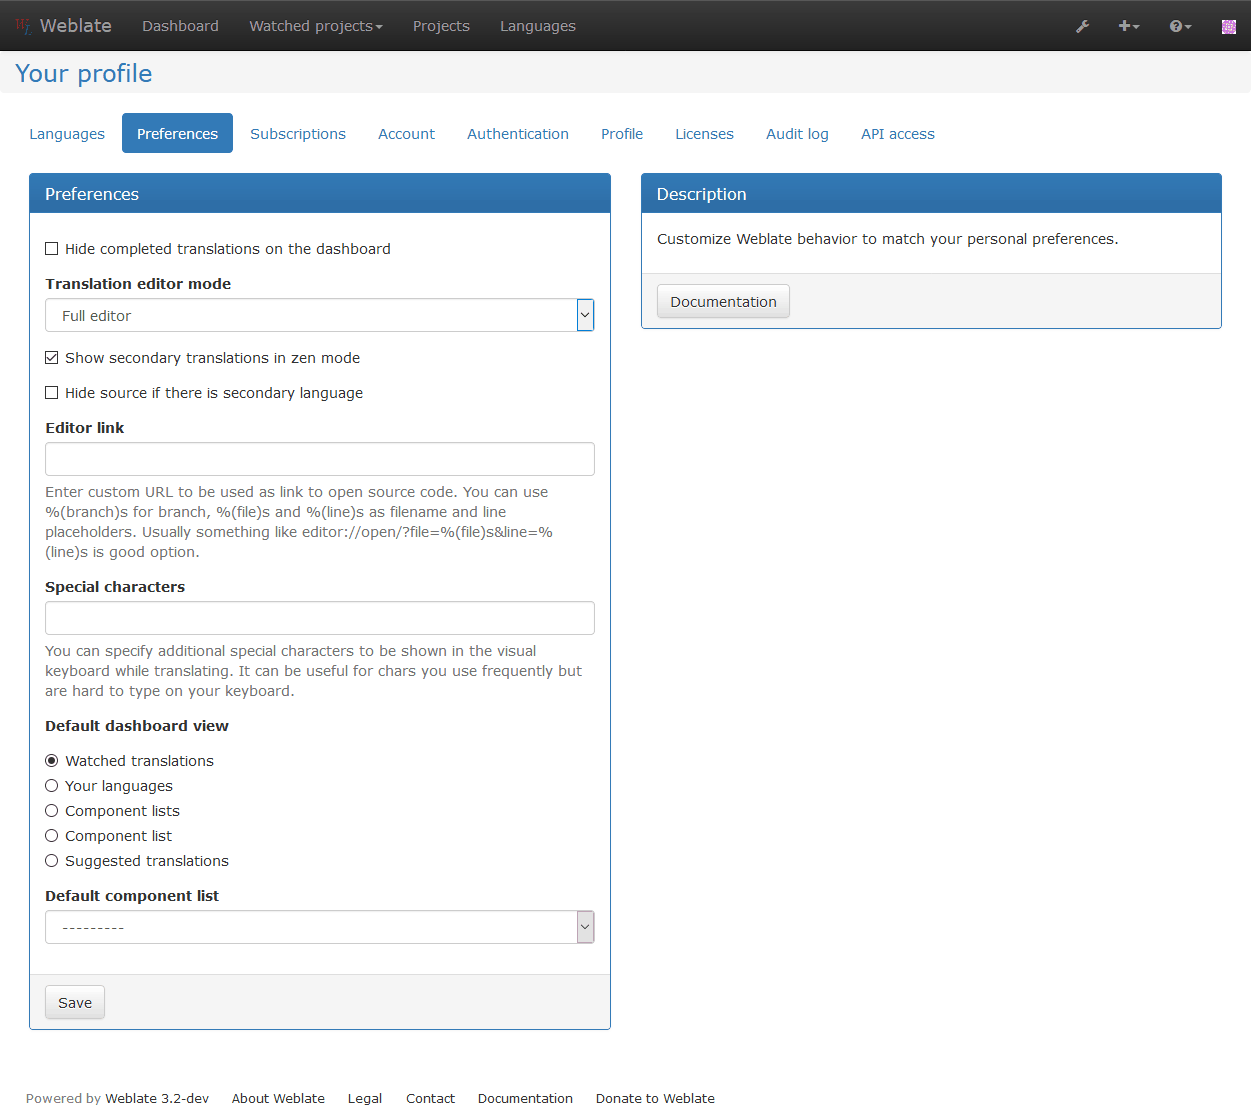 Weblate Dashboard Watched projects Projects Languages
Your profile
Languages Preferences Subscriptions Account Authentication Profile Licenses Audit log API access
Preferences
Hide completed translations on the dashboard
Translation editor mode
Full editor
Show secondary translations in zen mode
Hide source if there is secondary language
Editor link
Enter custom URL to be used as link to open source code. You can use
%(branch)s for branch, %(file)s and %(line)s as filename and line
placeholders. Usually something like editor://open/?file=%(file)s&line=%
(line)s is good option.
Special characters
You can specify additional special characters to be shown in the visual
keyboard while translating. It can be useful for chars you use frequently but
are hard to type on your keyboard.
Default dashboard view
Watched translations
Your languages
Component lists
Component list
Suggested translations
Default component list
---------
Save
Description
Customize Weblate behavior to match your personal preferences.
Documentation
Powered by Weblate 3.2-dev About Weblate Legal Contact Documentation Donate to Weblate